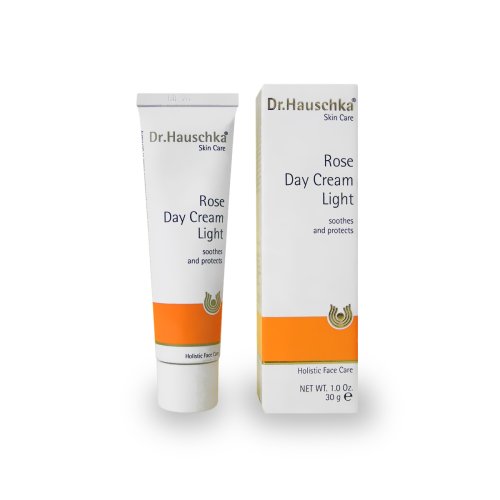 Dr.Hauschka®
Skin Care
Rose
Day Cream
Light
soothes
and protects
Holistic Face Care
Dr.Hauschka®
Skin Care
Rose
Day Cream
Light
soothes
and protects
Holistic Face Care
NET WT. 1.0 Oz.
30 g ℮